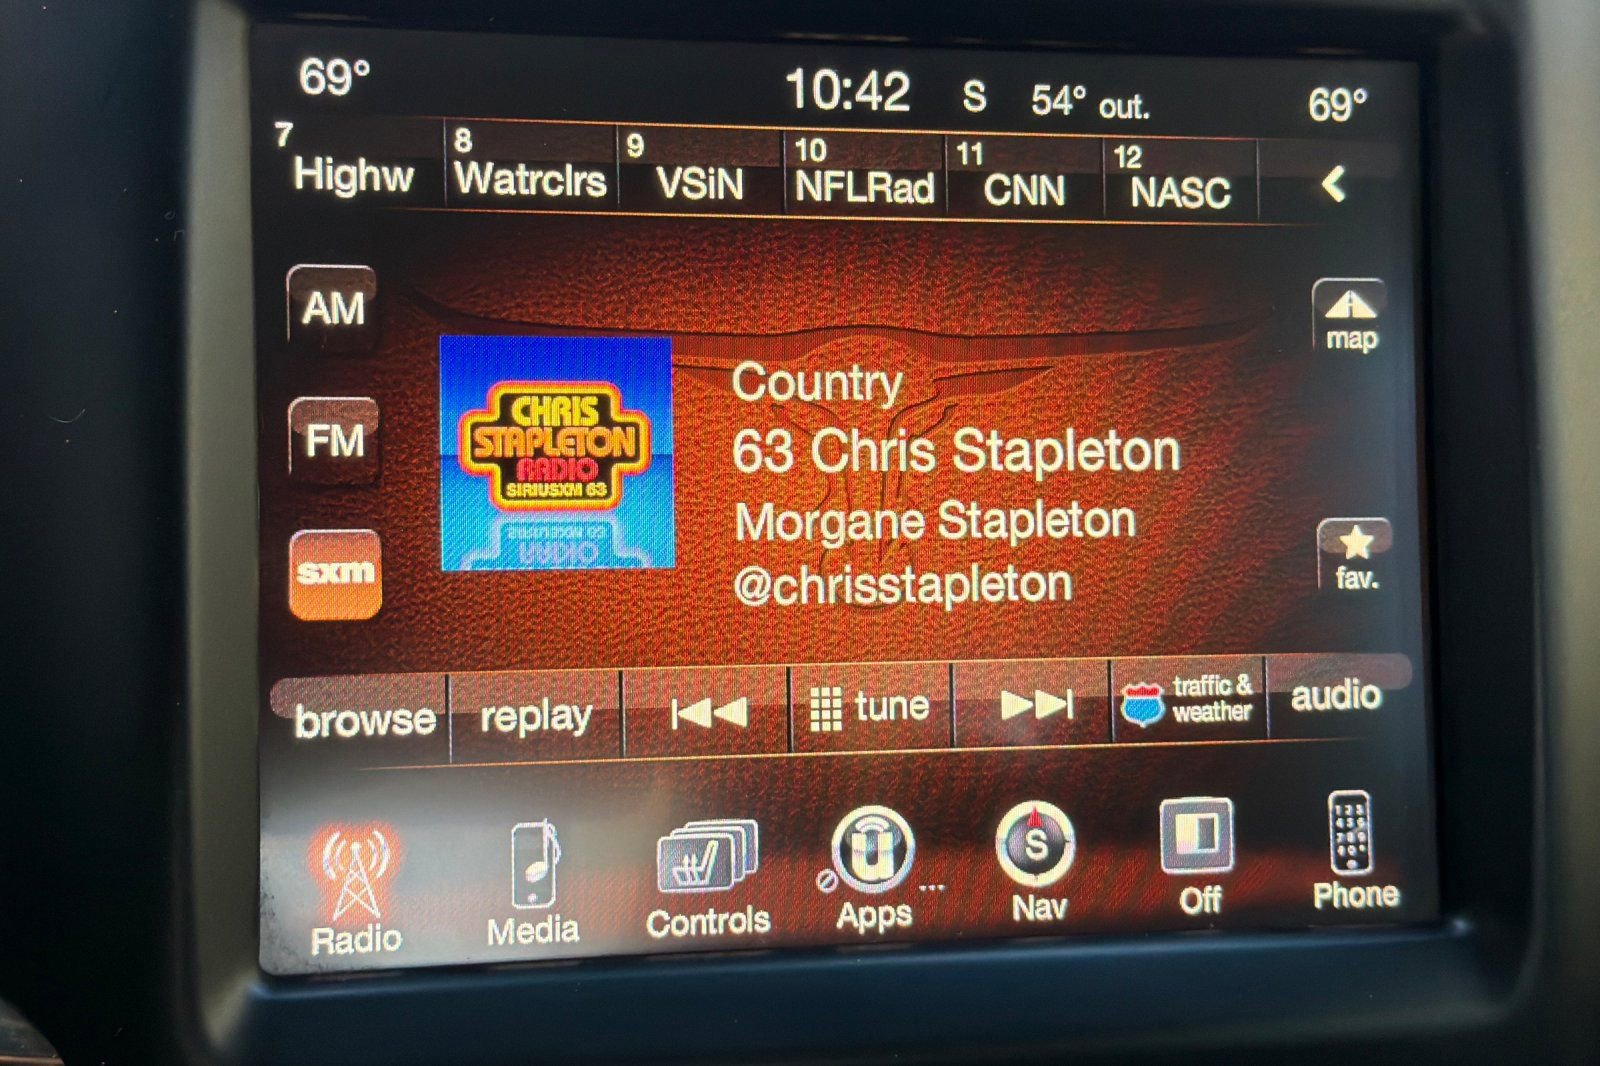 69°
10:42 S 54° out.
69°
7 Highw
8 Watrclrs
9 VSiN
10 NFLRad
11 CNN
12 NASC
AM
FM
sxm
CHRIS
STAPLETON
RADIO
SIRIUSXM 63
Country
63 Chris Stapleton
Morgane Stapleton
@chrisstapleton
map
fav.
browse
replay
tune
traffic &
weather
audio
Radio
Media
Controls
Apps
...
S
Nav
Off
Phone